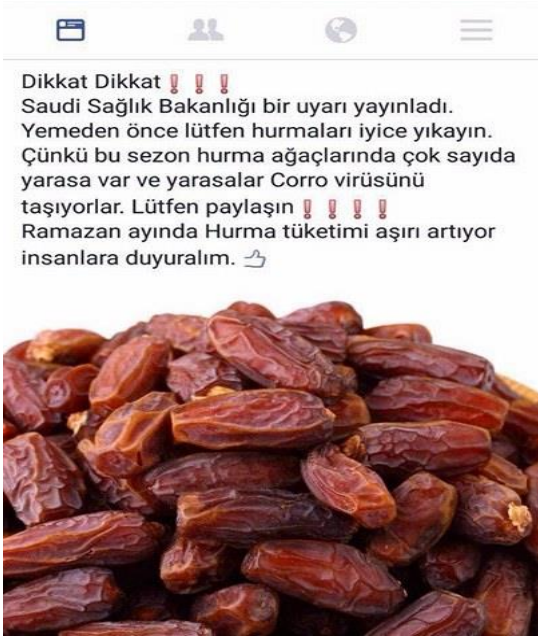 Dikkat Dikkat❗❗❗
Saudi Sağlık Bakanlığı bir uyarı yayınladı.
Yemeden önce lütfen hurmaları iyice yıkayın.
Çünkü bu sezon hurma ağaçlarında çok sayıda
yarasa var ve yarasalar Corro virüsünü
taşıyorlar. Lütfen paylaşın❗❗❗❗
Ramazan ayında Hurma tüketimi aşırı artıyor
insanlara duyuralım. 👍